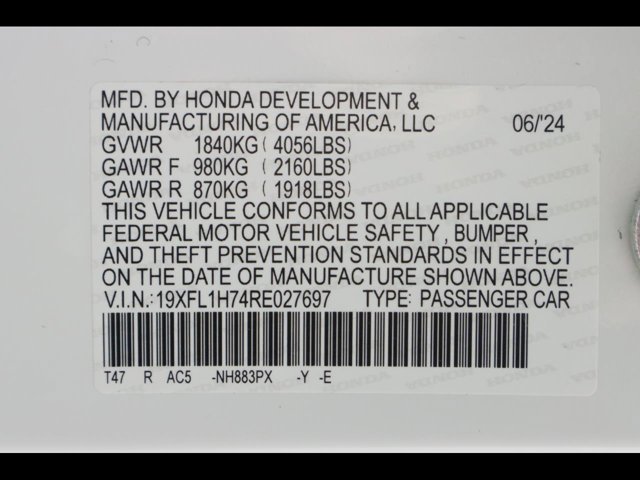 MFD. BY HONDA DEVELOPMENT &
MANUFACTURING OF AMERICA, LLC 06/'24
GVWR 1840KG ( 4056LBS)
GAWR F 980KG ( 2160LBS)
GAWR R 870KG ( 1918LBS)
THIS VEHICLE CONFORMS TO ALL APPLICABLE
FEDERAL MOTOR VEHICLE SAFETY , BUMPER ,
AND THEFT PREVENTION STANDARDS IN EFFECT
ON THE DATE OF MANUFACTURE SHOWN ABOVE.
V.I.N.: 19XFL1H74RE027697 TYPE: PASSENGER CAR
T47 R AC5 -NH883PX -Y -E